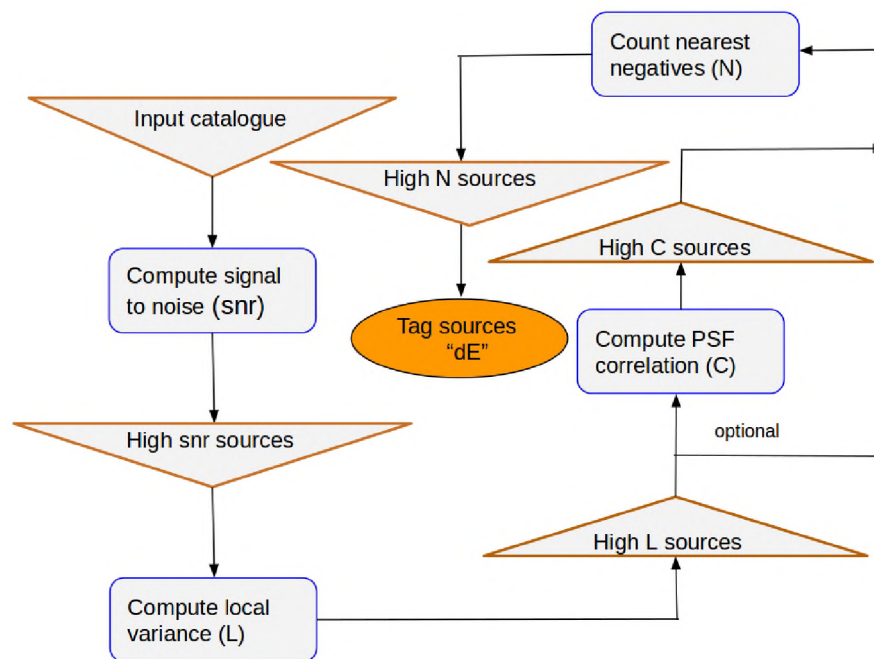 Input catalogue
Compute signal
to noise (snr)
High snr sources
Compute local
variance (L)
High L sources
optional
Compute PSF
correlation (C)
High C sources
Count nearest
negatives (N)
High N sources
Tag sources
“dE”